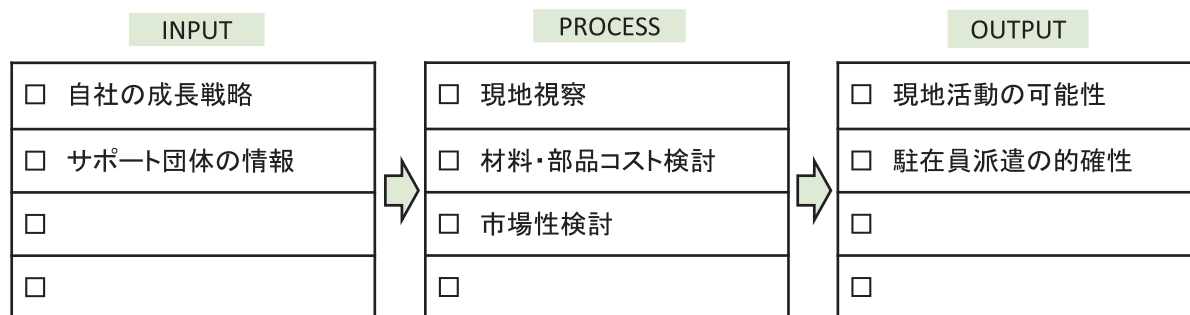 INPUT
PROCESS
OUTPUT
□ 自社の成長戦略
□ サポート団体の情報
□
□
□ 現地視察
□ 材料・部品コスト検討
□ 市場性検討
□
□ 現地活動の可能性
□ 駐在員派遣の的確性
□
□